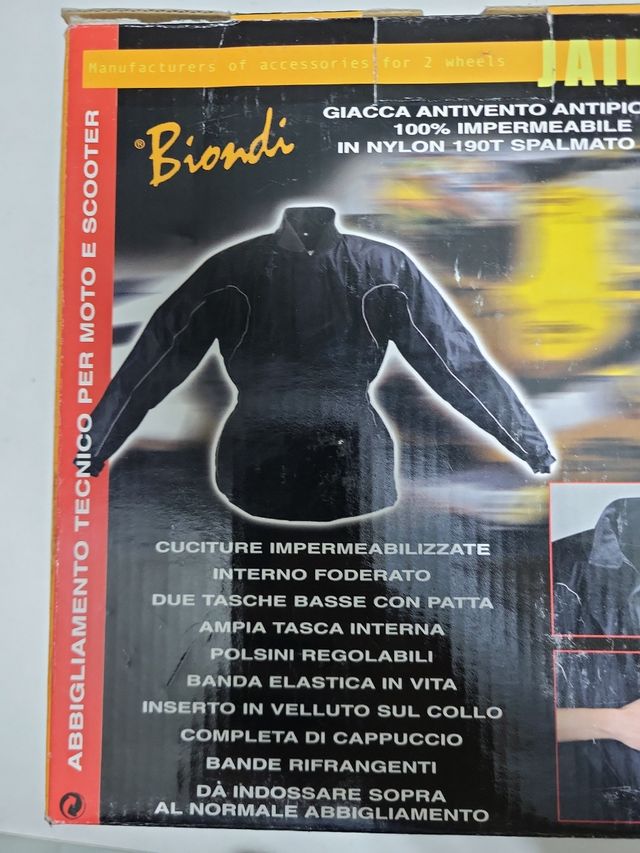 Manufacturers of accessories for 2 wheels
® Biondi
GIACCA ANTIVENTO
100% IMPERMEABILE
IN NYLON 190T SPALMATO
ABBIGLIAMENTO TECNICO PER MOTO E SCOOTER
CUCITURE IMPERMEABILIZZATE
INTERNO FODERATO
DUE TASCHE BASSE CON PATTA
AMPIA TASCA INTERNA
POLSINI REGOLABILI
BANDA ELASTICA IN VITA
INSERTO IN VELLUTO SUL COLLO
COMPLETA DI CAPPUCCIO
BANDE RIFRANGENTI
DÀ INDOSSARE SOPRA
AL NORMALE ABBIGLIAMENTO